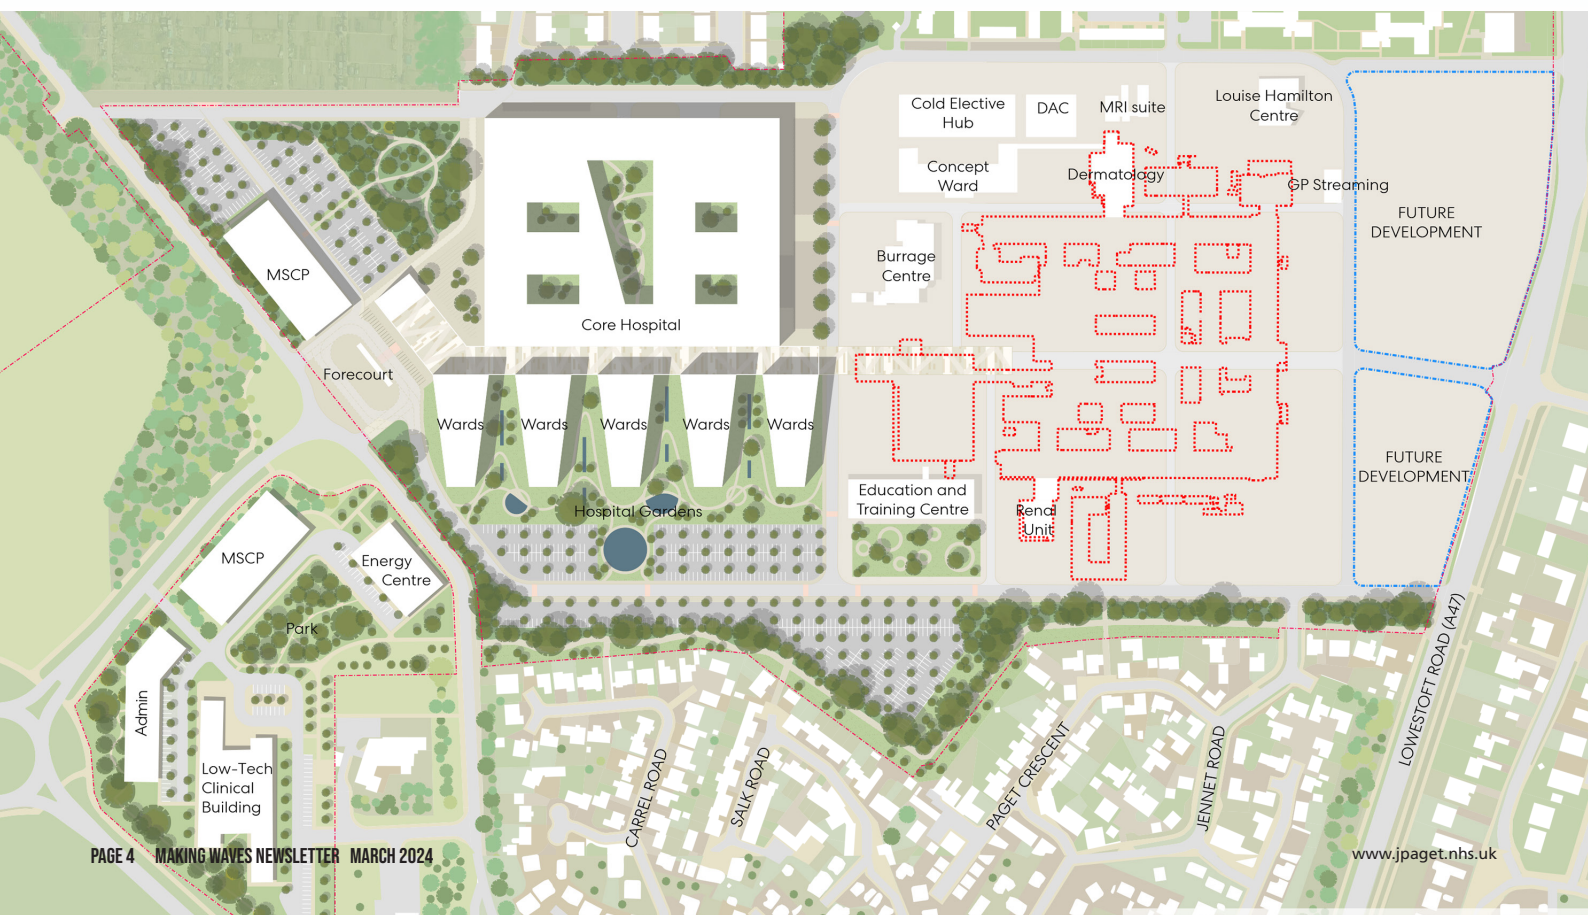 Cold Elective
Hub
DAC
MRI suite
Louise Hamilton
Centre
Concept
Ward
Dermatology
GP Streaming
FUTURE
DEVELOPMENT
MSCP
Core Hospital
Burrage
Centre
Forecourt
Wards
Wards
Wards
Wards
Wards
FUTURE
DEVELOPMENT
Hospital Gardens
Education and
Training Centre
Renal
Unit
MSCP
Energy
Centre
Park
Admin
Low-Tech
Clinical
Building
CARREL ROAD
SALK ROAD
PAGET CRESCENT
JENNET ROAD
LOWESTOFT ROAD (A47)
PAGE 4 MAKING WAVES NEWSLETTER MARCH 2024
www.jpaget.nhs.uk